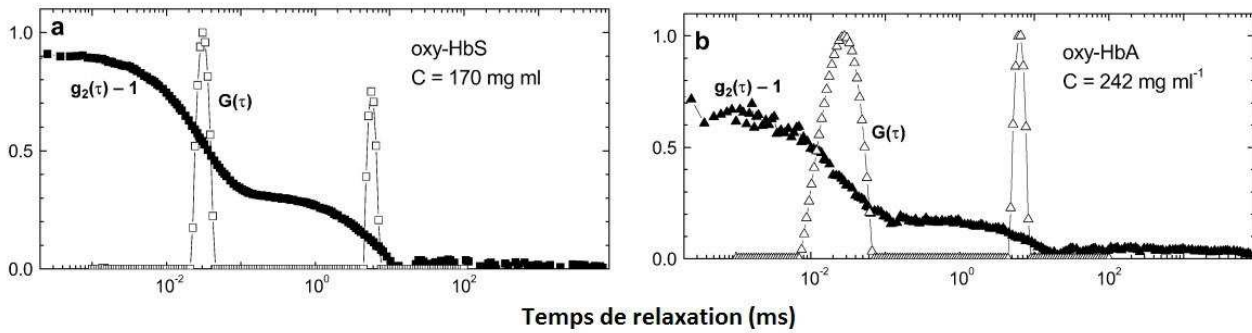 a
oxy-HbS
C = 170 mg ml
g₂(τ) – 1
G(τ)
1.0
0.5
0.0
10⁻²
10⁰
10²
b
oxy-HbA
C = 242 mg ml⁻¹
g₂(τ) – 1
G(τ)
1.0
0.5
0.0
10⁻²
10⁰
10²
Temps de relaxation (ms)